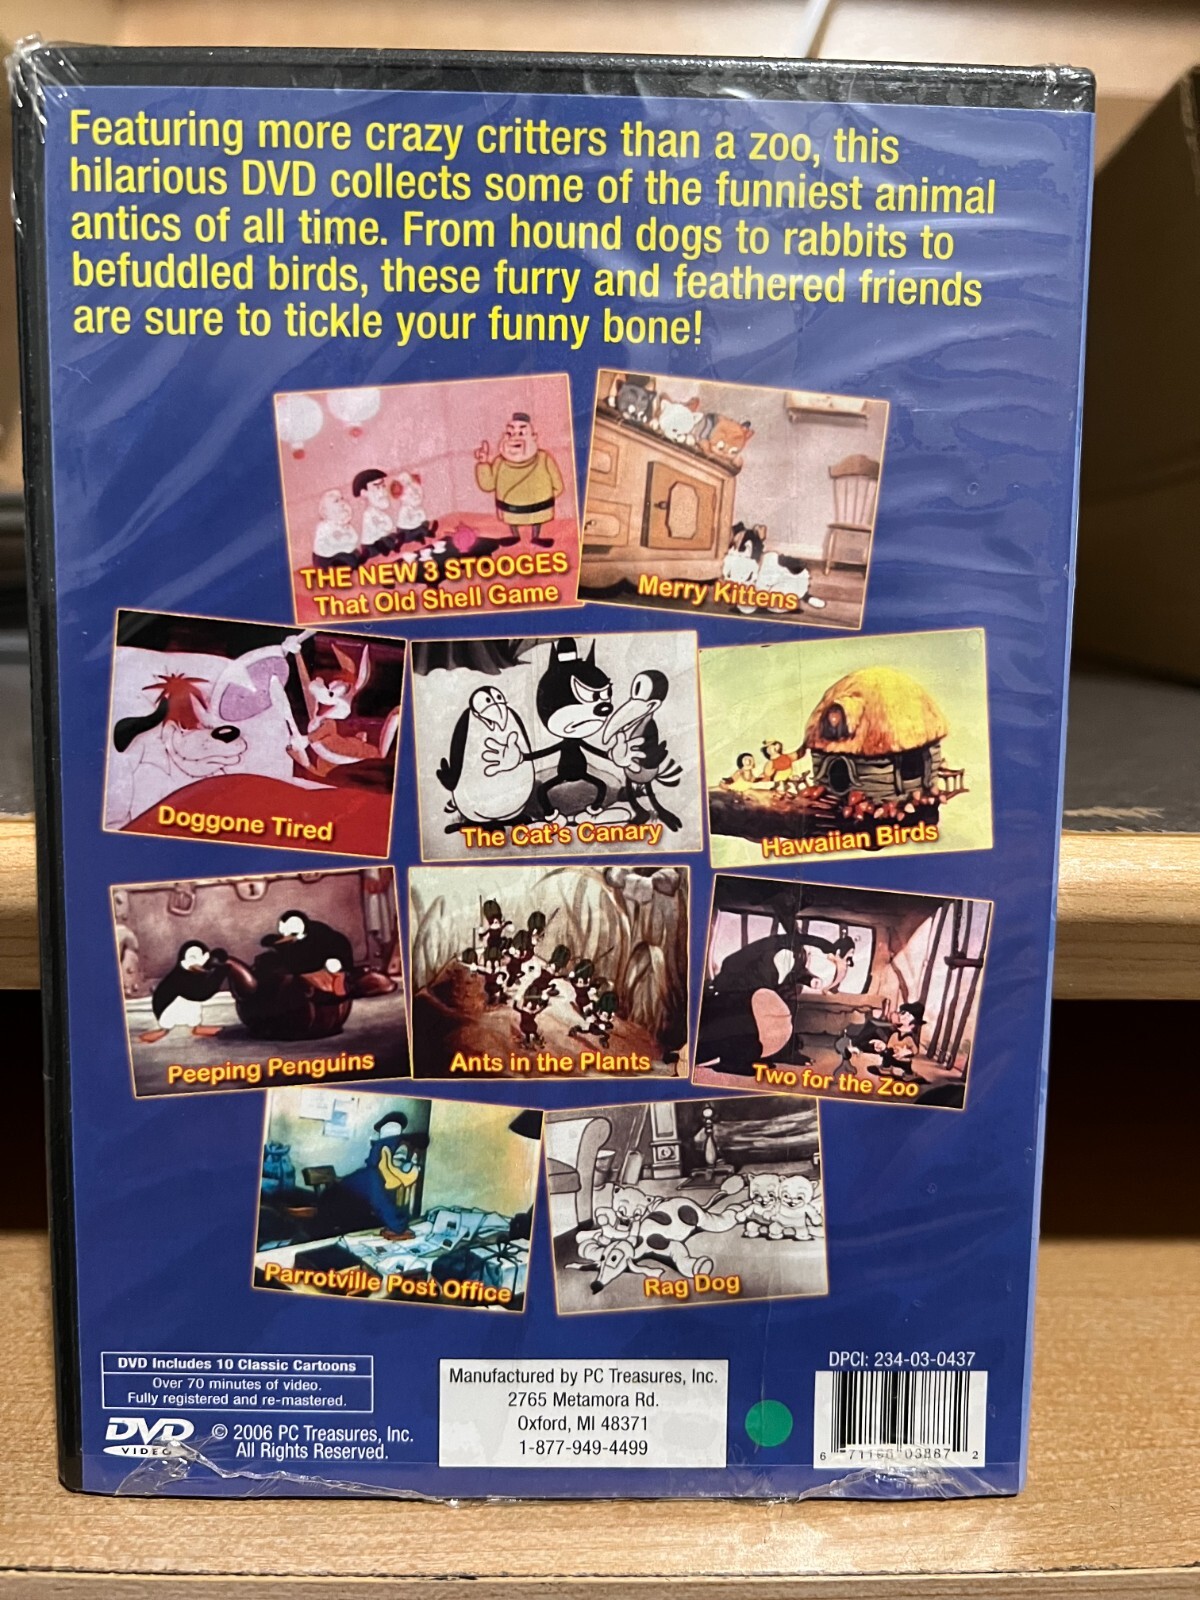 Featuring more crazy critters than a zoo, this
hilarious DVD collects some of the funniest animal
antics of all time. From hound dogs to rabbits to
befuddled birds, these furry and feathered friends
are sure to tickle your funny bone!
THE NEW 3 STOOGES
That Old Shell Game
Merry Kittens
Doggone Tired
The Cat's Canary
Hawaiian Birds
Peeping Penguins
Ants in the Plants
Two for the Zoo
Parrotville Post Office
Rag Dog
DVD Includes 10 Classic Cartoons
Over 70 minutes of video.
Fully registered and re-mastered.
DVD
VIDEO
© 2006 PC Treasures, Inc.
All Rights Reserved.
Manufactured by PC Treasures, Inc.
2765 Metamora Rd.
Oxford, MI 48371
1-877-949-4499
DPCI: 234-03-0437
6 71166 03887 2